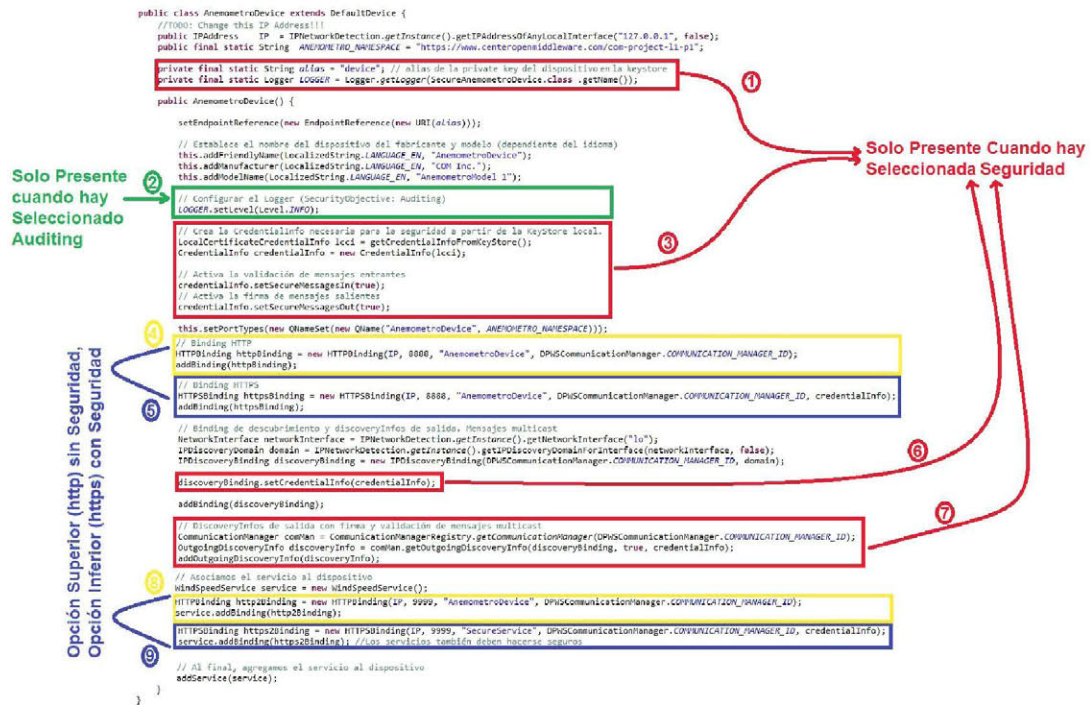 public class AnemometroDevice extends DefaultDevice {
//TODO: Change this IP Address!!!
public IPAddress IP = IPNetworkDetection.getInstance().getIPAddressOfAnyLocalInterface("127.0.0.1", false);
public final static String ANEMOMETRO_NAMESPACE = "https://www.centeropenmiddleware.com/com-project-li-p1";
private final static String alias = "device"; // alias de la private key del dispositivo en la keystore
private final static Logger LOGGER = Logger.getLogger(SecureAnemometroDevice.class .getName());
1
public AnemometroDevice() {
setEndpointReference(new EndpointReference(new URI(alias)));
// Establece el nombre del dispositivo del fabricante y modelo (dependiente del idioma)
this.addFriendlyName(LocalizedString.LANGUAGE_EN, "AnemometroDevice");
this.addManufacturer(LocalizedString.LANGUAGE_EN, "COM Inc.");
this.addModelName(LocalizedString.LANGUAGE_EN, "AnemometroModel 1");
Solo Presente Cuando hay
Seleccionada Seguridad
Solo Presente
cuando hay
Seleccionado
Auditing
2
// Configurar el Logger (SecurityObjective: Auditing)
LOGGER.setLevel(Level.INFO);
// Crea la CredentialInfo necesaria para la seguridad a partir de la KeyStore local.
LocalCertificateCredentialInfo lcci = getCredentialInfoFromKeyStore();
CredentialInfo credentialInfo = new CredentialInfo(lcci);
// Activa la validación de mensajes entrantes
credentialInfo.setSecureMessagesIn(true);
// Activa la firma de mensajes salientes
credentialInfo.setSecureMessagesOut(true);
3
this.setPortTypes(new QNameSet(new QName("AnemometroDevice", ANEMOMETRO_NAMESPACE)));
4
// Binding HTTP
HTTPBinding httpBinding = new HTTPBinding(IP, 8888, "AnemometroDevice", DPWSCommunicationManager.COMMUNICATION_MANAGER_ID);
addBinding(httpBinding);
5
// Binding HTTPS
HTTPSBinding httpsBinding = new HTTPSBinding(IP, 8888, "AnemometroDevice", DPWSCommunicationManager.COMMUNICATION_MANAGER_ID, credentialInfo);
addBinding(httpsBinding);
Opción Superior (http) sin Seguridad,
Opción Inferior (https) con Seguridad
// Binding de descubrimiento y discoveryInfos de salida. Mensajes multicast
NetworkInterface networkInterface = IPNetworkDetection.getInstance().getNetworkInterface("lo");
IPDiscoveryDomain domain = IPNetworkDetection.getInstance().getIPDiscoveryDomainForInterface(networkInterface, false);
IPDiscoveryBinding discoveryBinding = new IPDiscoveryBinding(DPWSCommunicationManager.COMMUNICATION_MANAGER_ID, domain);
discoveryBinding.setCredentialInfo(credentialInfo);
6
addBinding(discoveryBinding);
// DiscoveryInfos de salida con firma y validación de mensajes multicast
CommunicationManager comMan = CommunicationManagerRegistry.getCommunicationManager(DPWSCommunicationManager.COMMUNICATION_MANAGER_ID);
OutgoingDiscoveryInfo discoveryInfo = comMan.getOutgoingDiscoveryInfo(discoveryBinding, true, credentialInfo);
addOutgoingDiscoveryInfo(discoveryInfo);
7
// Asociamos el servicio al dispositivo
WindSpeedService service = new WindSpeedService();
8
HTTPBinding http2Binding = new HTTPBinding(IP, 9999, "AnemometroDevice", DPWSCommunicationManager.COMMUNICATION_MANAGER_ID);
service.addBinding(http2Binding);
HTTPSBinding https2Binding = new HTTPSBinding(IP, 9999, "SecureService", DPWSCommunicationManager.COMMUNICATION_MANAGER_ID, credentialInfo);
service.addBinding(https2Binding); //Los servicios también deben hacerse seguros
9
// Al final, agregamos el servicio al dispositivo
addService(service);
}
}